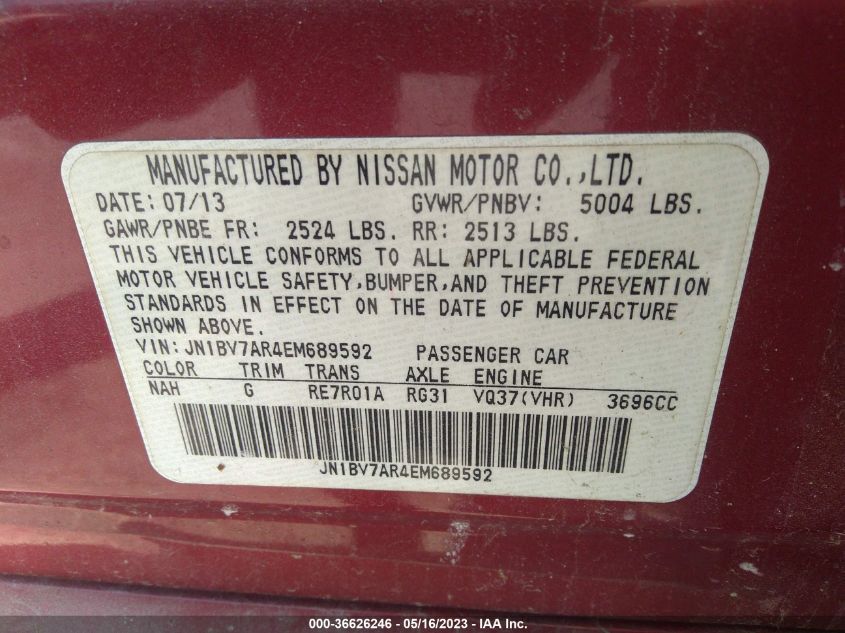 MANUFACTURED BY NISSAN MOTOR CO.,LTD.
DATE: 07/13 GVWR/PNBV: 5004 LBS.
GAWR/PNBE FR: 2524 LBS. RR: 2513 LBS.
THIS VEHICLE CONFORMS TO ALL APPLICABLE FEDERAL
MOTOR VEHICLE SAFETY,BUMPER,AND THEFT PREVENTION
STANDARDS IN EFFECT ON THE DATE OF MANUFACTURE
SHOWN ABOVE.
VIN: JN1BV7AR4EM689592 PASSENGER CAR
COLOR TRIM TRANS AXLE ENGINE
NAH G RE7R01A RG31 VQ37(VHR) 3696CC
JN1BV7AR4EM689592
000-36626246 - 05/16/2023 - IAA Inc.